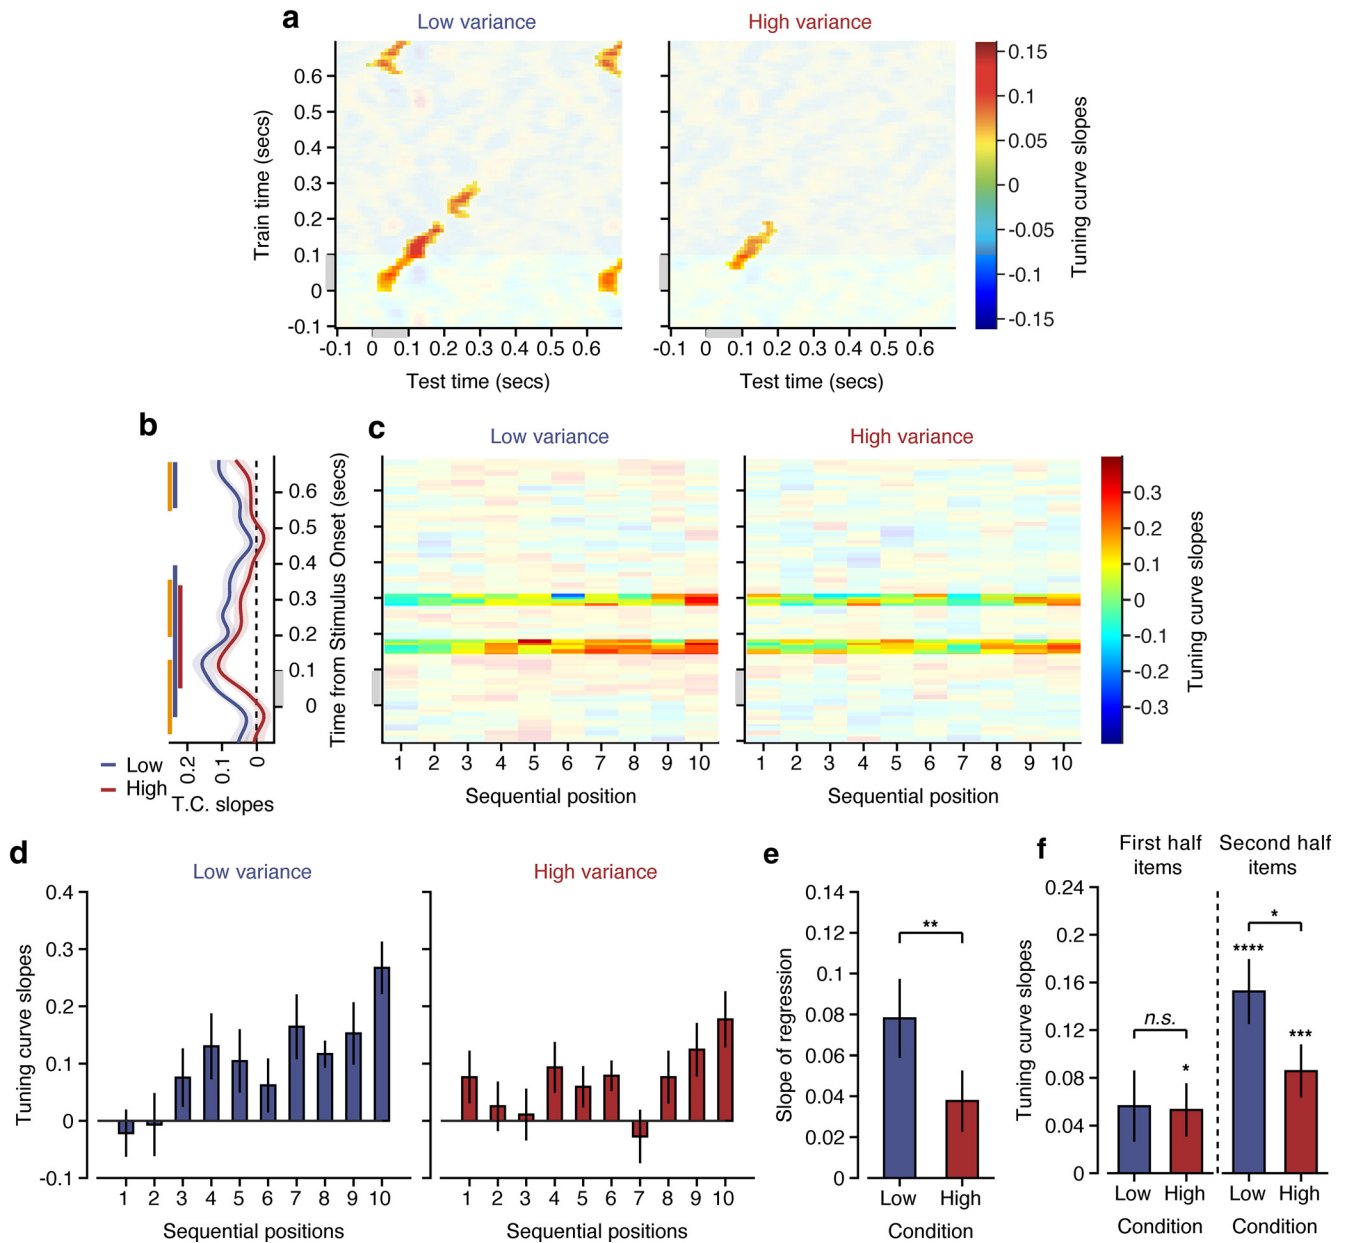 a
Low variance
High variance
Train time (secs)
0.6
0.5
0.4
0.3
0.2
0.1
0
-0.1
-0.1 0 0.1 0.2 0.3 0.4 0.5 0.6
Test time (secs)
-0.1 0 0.1 0.2 0.3 0.4 0.5 0.6
Test time (secs)
0.15
0.1
0.05
0
-0.05
-0.1
-0.15
Tuning curve slopes
b
0.6
0.5
0.4
0.3
0.2
0.1
0
Time from Stimulus Onset (secs)
0.2 0.1 0
T.C. slopes
Low
High
c
Low variance
High variance
1 2 3 4 5 6 7 8 9 10
Sequential position
1 2 3 4 5 6 7 8 9 10
Sequential position
0.3
0.2
0.1
0
-0.1
-0.2
-0.3
Tuning curve slopes
d
Low variance
High variance
Tuning curve slopes
0.4
0.3
0.2
0.1
0
-0.1
1 2 3 4 5 6 7 8 9 10
Sequential positions
1 2 3 4 5 6 7 8 9 10
Sequential positions
e
Slope of regression
0.14
0.12
0.1
0.08
0.06
0.04
0.02
0
**
Low High
Condition
f
First half
items
Second half
items
Tuning curve slopes
0.24
0.2
0.16
0.12
0.08
0.04
0
n.s.
*
****
*
***
Low High
Condition
Low High
Condition